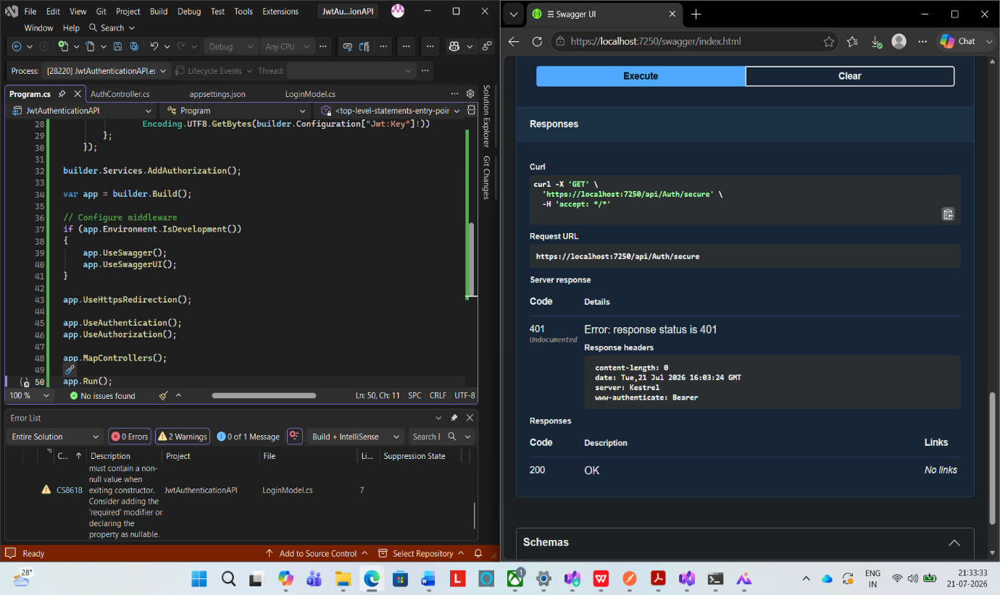 File Edit View Git Project Build Debug Test Tools Extensions JwtAu...ionAPI
Window Help Search
Debug Any CPU
Process: [28220] JwtAuthenticationAPI.ex Lifecycle Events Thread:
Program.cs AuthController.cs appsettings.json LoginModel.cs
JwtAuthenticationAPI Program <top-level-statements-entry-poir
28 Encoding.UTF8.GetBytes(builder.Configuration["Jwt:Key"]!))
29 };
30 });
31
32 builder.Services.AddAuthorization();
33
34 var app = builder.Build();
35
36 // Configure middleware
37 if (app.Environment.IsDevelopment())
38 {
39 app.UseSwagger();
40 app.UseSwaggerUI();
41 }
42
43 app.UseHttpsRedirection();
44
45 app.UseAuthentication();
46 app.UseAuthorization();
47
48 app.MapControllers();
49
50 app.Run();
100 % No issues found Ln: 50, Ch: 11 SPC CRLF UTF-8
Solution Explorer
Git Changes
Error List
Entire Solution 0 Errors 2 Warnings 0 of 1 Message Build + IntelliSense Search E
C... Description Project File Li... Suppression State
must contain a non-
null value when
CS8618 exiting constructor. JwtAuthenticationAPI LoginModel.cs 7
Consider adding the
'required' modifier or
declaring the
property as nullable.
Ready Add to Source Control Select Repository
Swagger UI
https://localhost:7250/swagger/index.html Chat
Execute Clear
Responses
Curl
curl -X 'GET' \
'https://localhost:7250/api/Auth/secure' \
-H 'accept: */*'
Request URL
https://localhost:7250/api/Auth/secure
Server response
Code Details
401 Error: response status is 401
Undocumented
Response headers
content-length: 0
date: Tue,21 Jul 2026 16:03:24 GMT
server: Kestrel
www-authenticate: Bearer
Responses
Code Description Links
200 OK No links
Schemas
28°
1
ENG
IN
21:33:33
21-07-2026